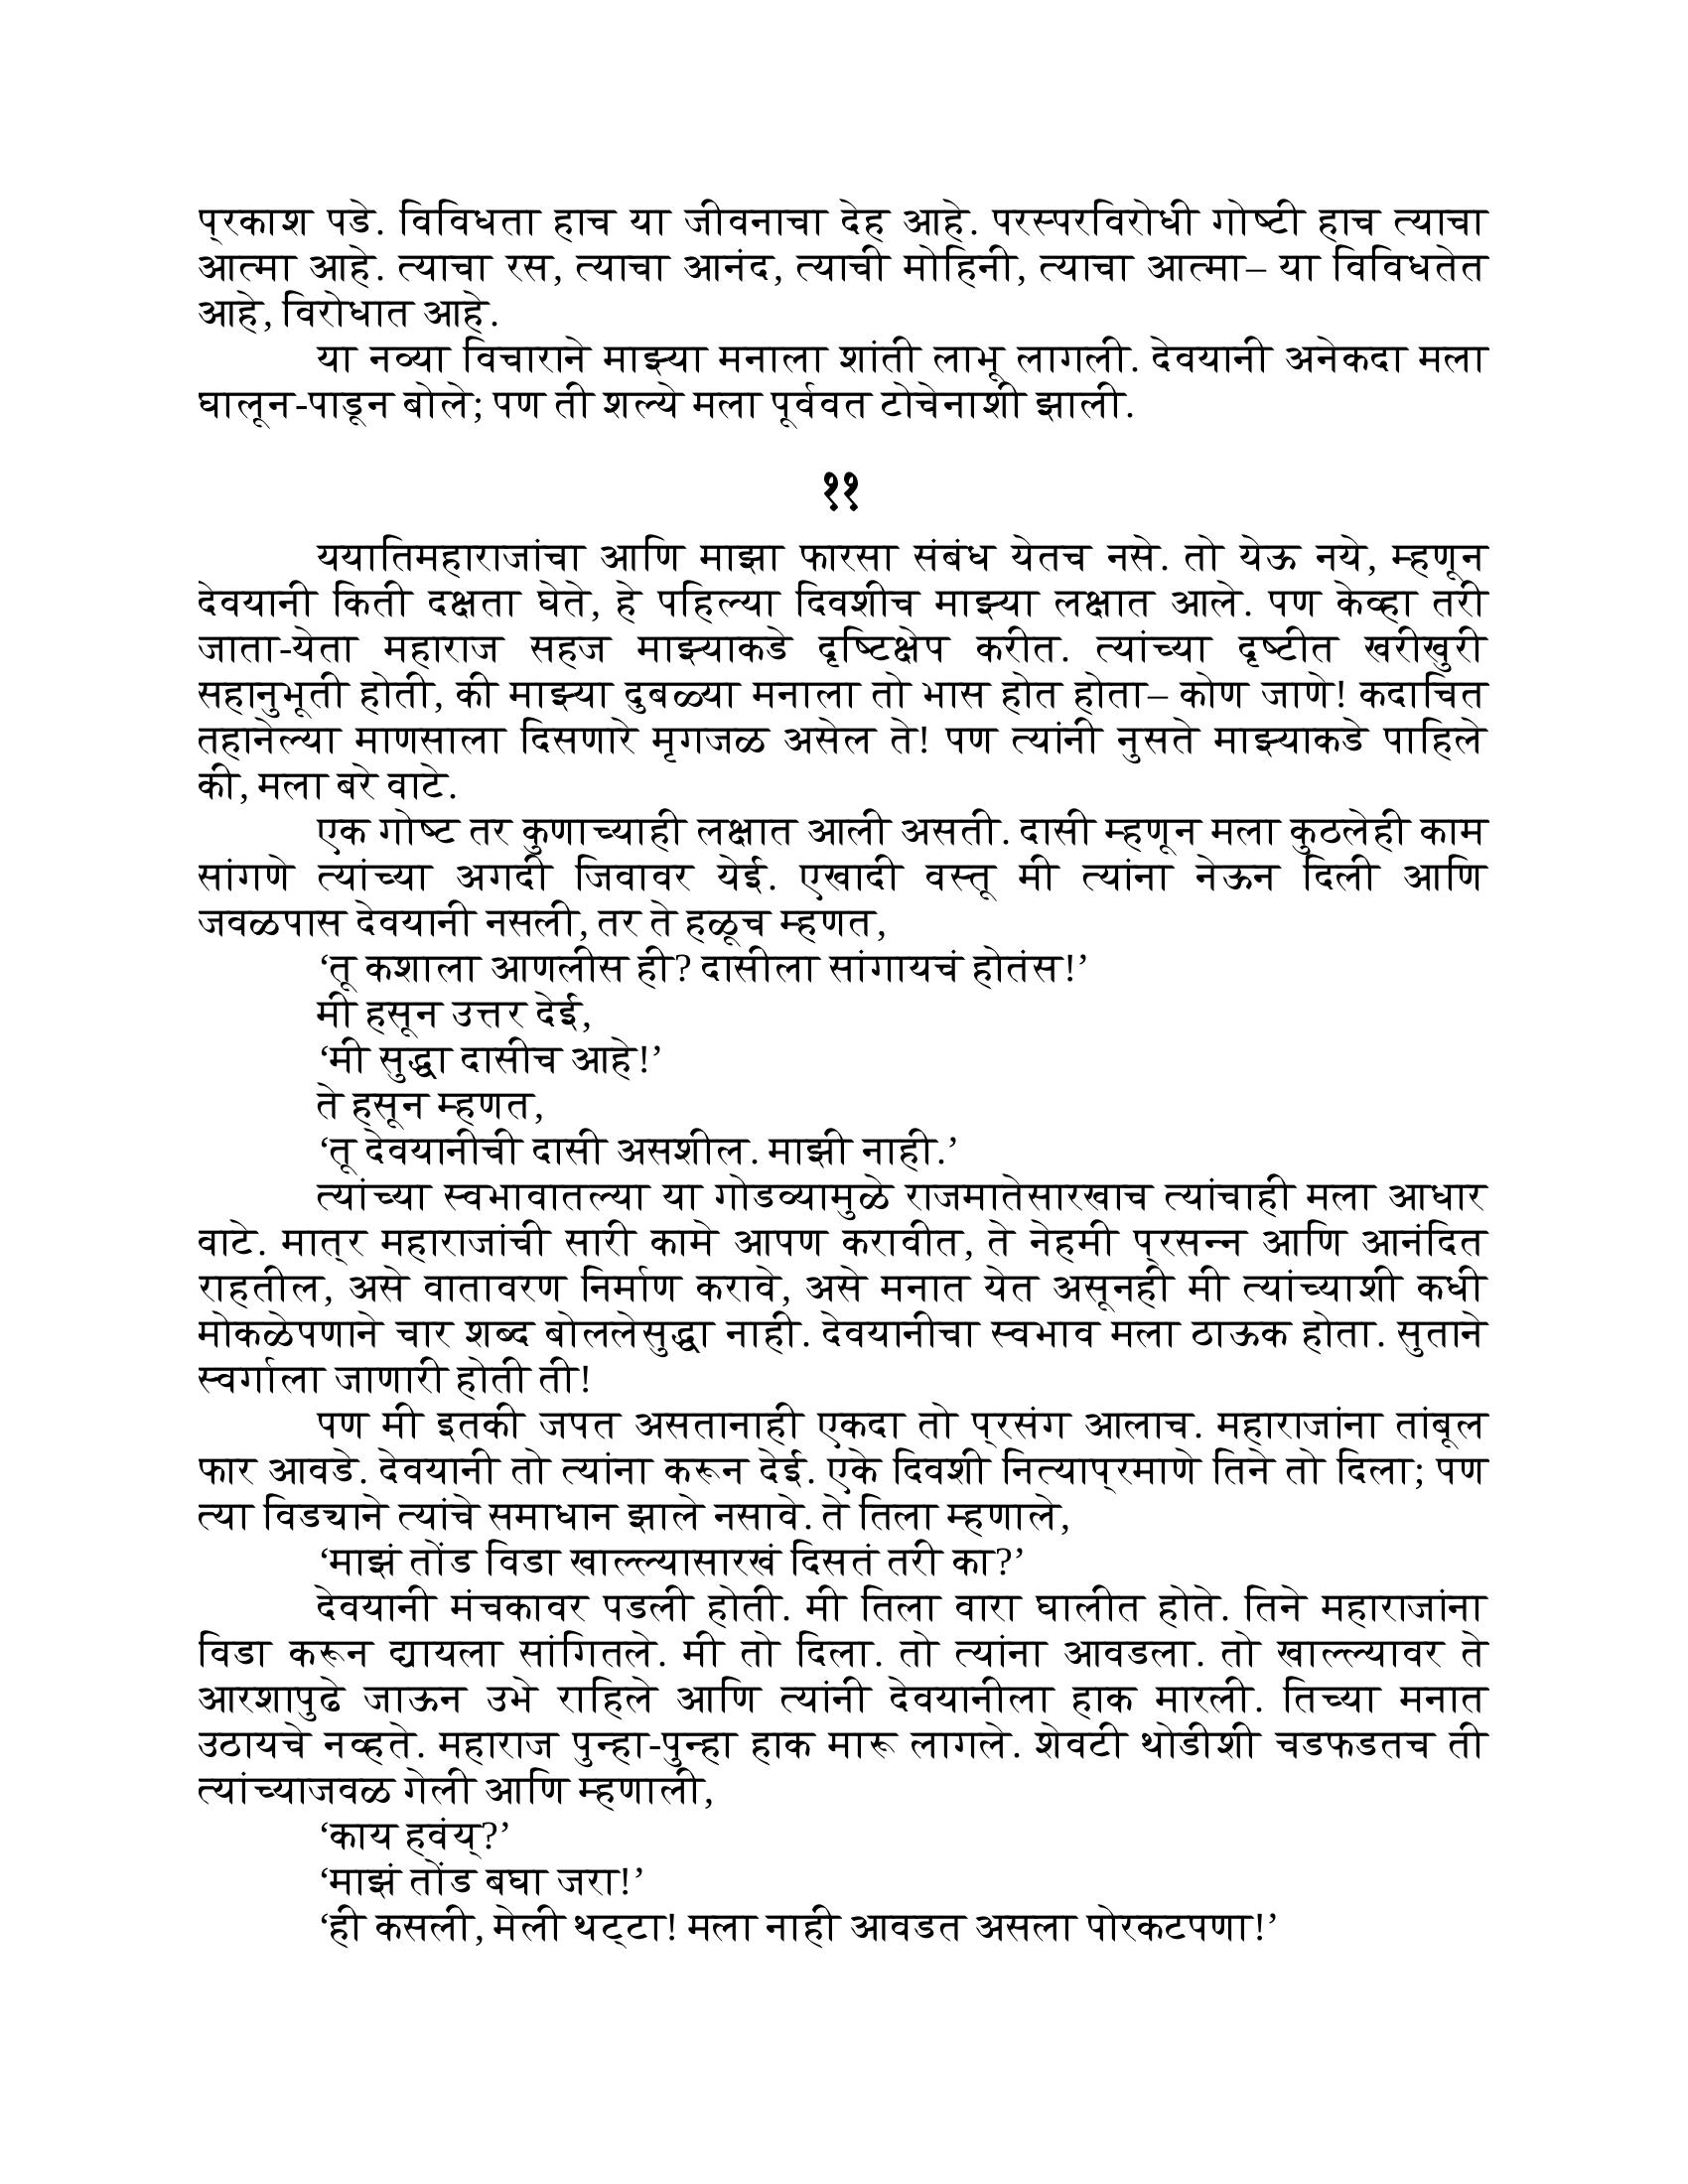 प्रकाश पडे. विविधता हाच या जीवनाचा देह आहे. परस्परविरोधी गोष्टी हाच त्याचा
आत्मा आहे. त्याचा रस, त्याचा आनंद, त्याची मोहिनी, त्याचा आत्मा– या विविधतेत
आहे, विरोधात आहे.
या नव्या विचाराने माझ्या मनाला शांती लाभू लागली. देवयानी अनेकदा मला
घालून-पाडून बोले; पण ती शल्ये मला पूर्ववत टोचेनाशी झाली.
११
ययातिमहाराजांचा आणि माझा फारसा संबंध येतच नसे. तो येऊ नये, म्हणून
देवयानी किती दक्षता घेते, हे पहिल्या दिवशीच माझ्या लक्षात आले. पण केव्हा तरी
जाता-येता महाराज सहज माझ्याकडे दृष्टिक्षेप करीत. त्यांच्या दृष्टीत खरीखुरी
सहानुभूती होती, की माझ्या दुबळ्या मनाला तो भास होत होता– कोण जाणे! कदाचित
तहानेल्या माणसाला दिसणारे मृगजळ असेल ते! पण त्यांनी नुसते माझ्याकडे पाहिले
की, मला बरे वाटे.
एक गोष्ट तर कुणाच्याही लक्षात आली असती. दासी म्हणून मला कुठलेही काम
सांगणे त्यांच्या अगदी जिवावर येई. एखादी वस्तू मी त्यांना नेऊन दिली आणि
जवळपास देवयानी नसली, तर ते हळूच म्हणत,
‘तू कशाला आणलीस ही? दासीला सांगायचं होतंस!’
मी हसून उत्तर देई,
‘मी सुद्धा दासीच आहे!’
ते हसून म्हणत,
‘तू देवयानीची दासी असशील. माझी नाही.’
त्यांच्या स्वभावातल्या या गोडव्यामुळे राजमातेसारखाच त्यांचाही मला आधार
वाटे. मात्र महाराजांची सारी कामे आपण करावीत, ते नेहमी प्रसन्न आणि आनंदित
राहतील, असे वातावरण निर्माण करावे, असे मनात येत असूनही मी त्यांच्याशी कधी
मोकळेपणाने चार शब्द बोललेसुद्धा नाही. देवयानीचा स्वभाव मला ठाऊक होता. सुताने
स्वर्गाला जाणारी होती ती!
पण मी इतकी जपत असतानाही एकदा तो प्रसंग आलाच. महाराजांना तांबूल
फार आवडे. देवयानी तो त्यांना करून देई. एके दिवशी नित्याप्रमाणे तिने तो दिला; पण
त्या विड्याने त्यांचे समाधान झाले नसावे. ते तिला म्हणाले,
‘माझं तोंड विडा खाल्ल्यासारखं दिसतं तरी का?’
देवयानी मंचकावर पडली होती. मी तिला वारा घालीत होते. तिने महाराजांना
विडा करून द्यायला सांगितले. मी तो दिला. तो त्यांना आवडला. तो खाल्ल्यावर ते
आरशापुढे जाऊन उभे राहिले आणि त्यांनी देवयानीला हाक मारली. तिच्या मनात
उठायचे नव्हते. महाराज पुन्हा-पुन्हा हाक मारू लागले. शेवटी थोडीशी चडफडतच ती
त्यांच्याजवळ गेली आणि म्हणाली,
‘काय हवंय्?’
‘माझं तोंड बघा जरा!’
‘ही कसली, मेली थट्टा! मला नाही आवडत असला पोरकटपणा!’